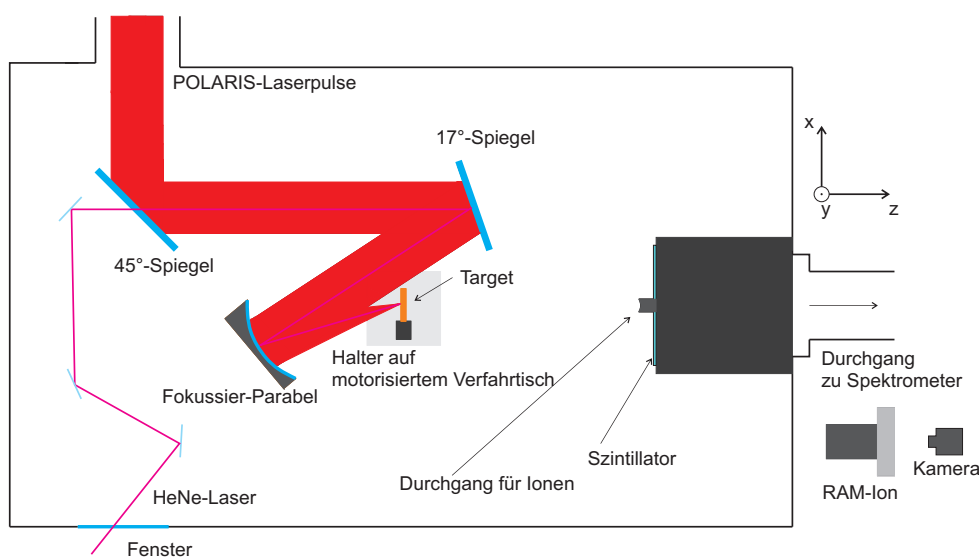 POLARIS-Laserpulse
17°-Spiegel
x
y
z
45°-Spiegel
Target
Halter auf
motorisiertem Verfahrtisch
Fokussier-Parabel
Durchgang
zu Spektrometer
Szintillator
Durchgang für Ionen
Kamera
RAM-Ion
HeNe-Laser
Fenster